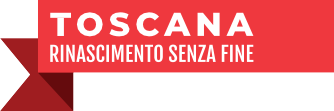 TOSCANA
RINASCIMENTO SENZA FINE